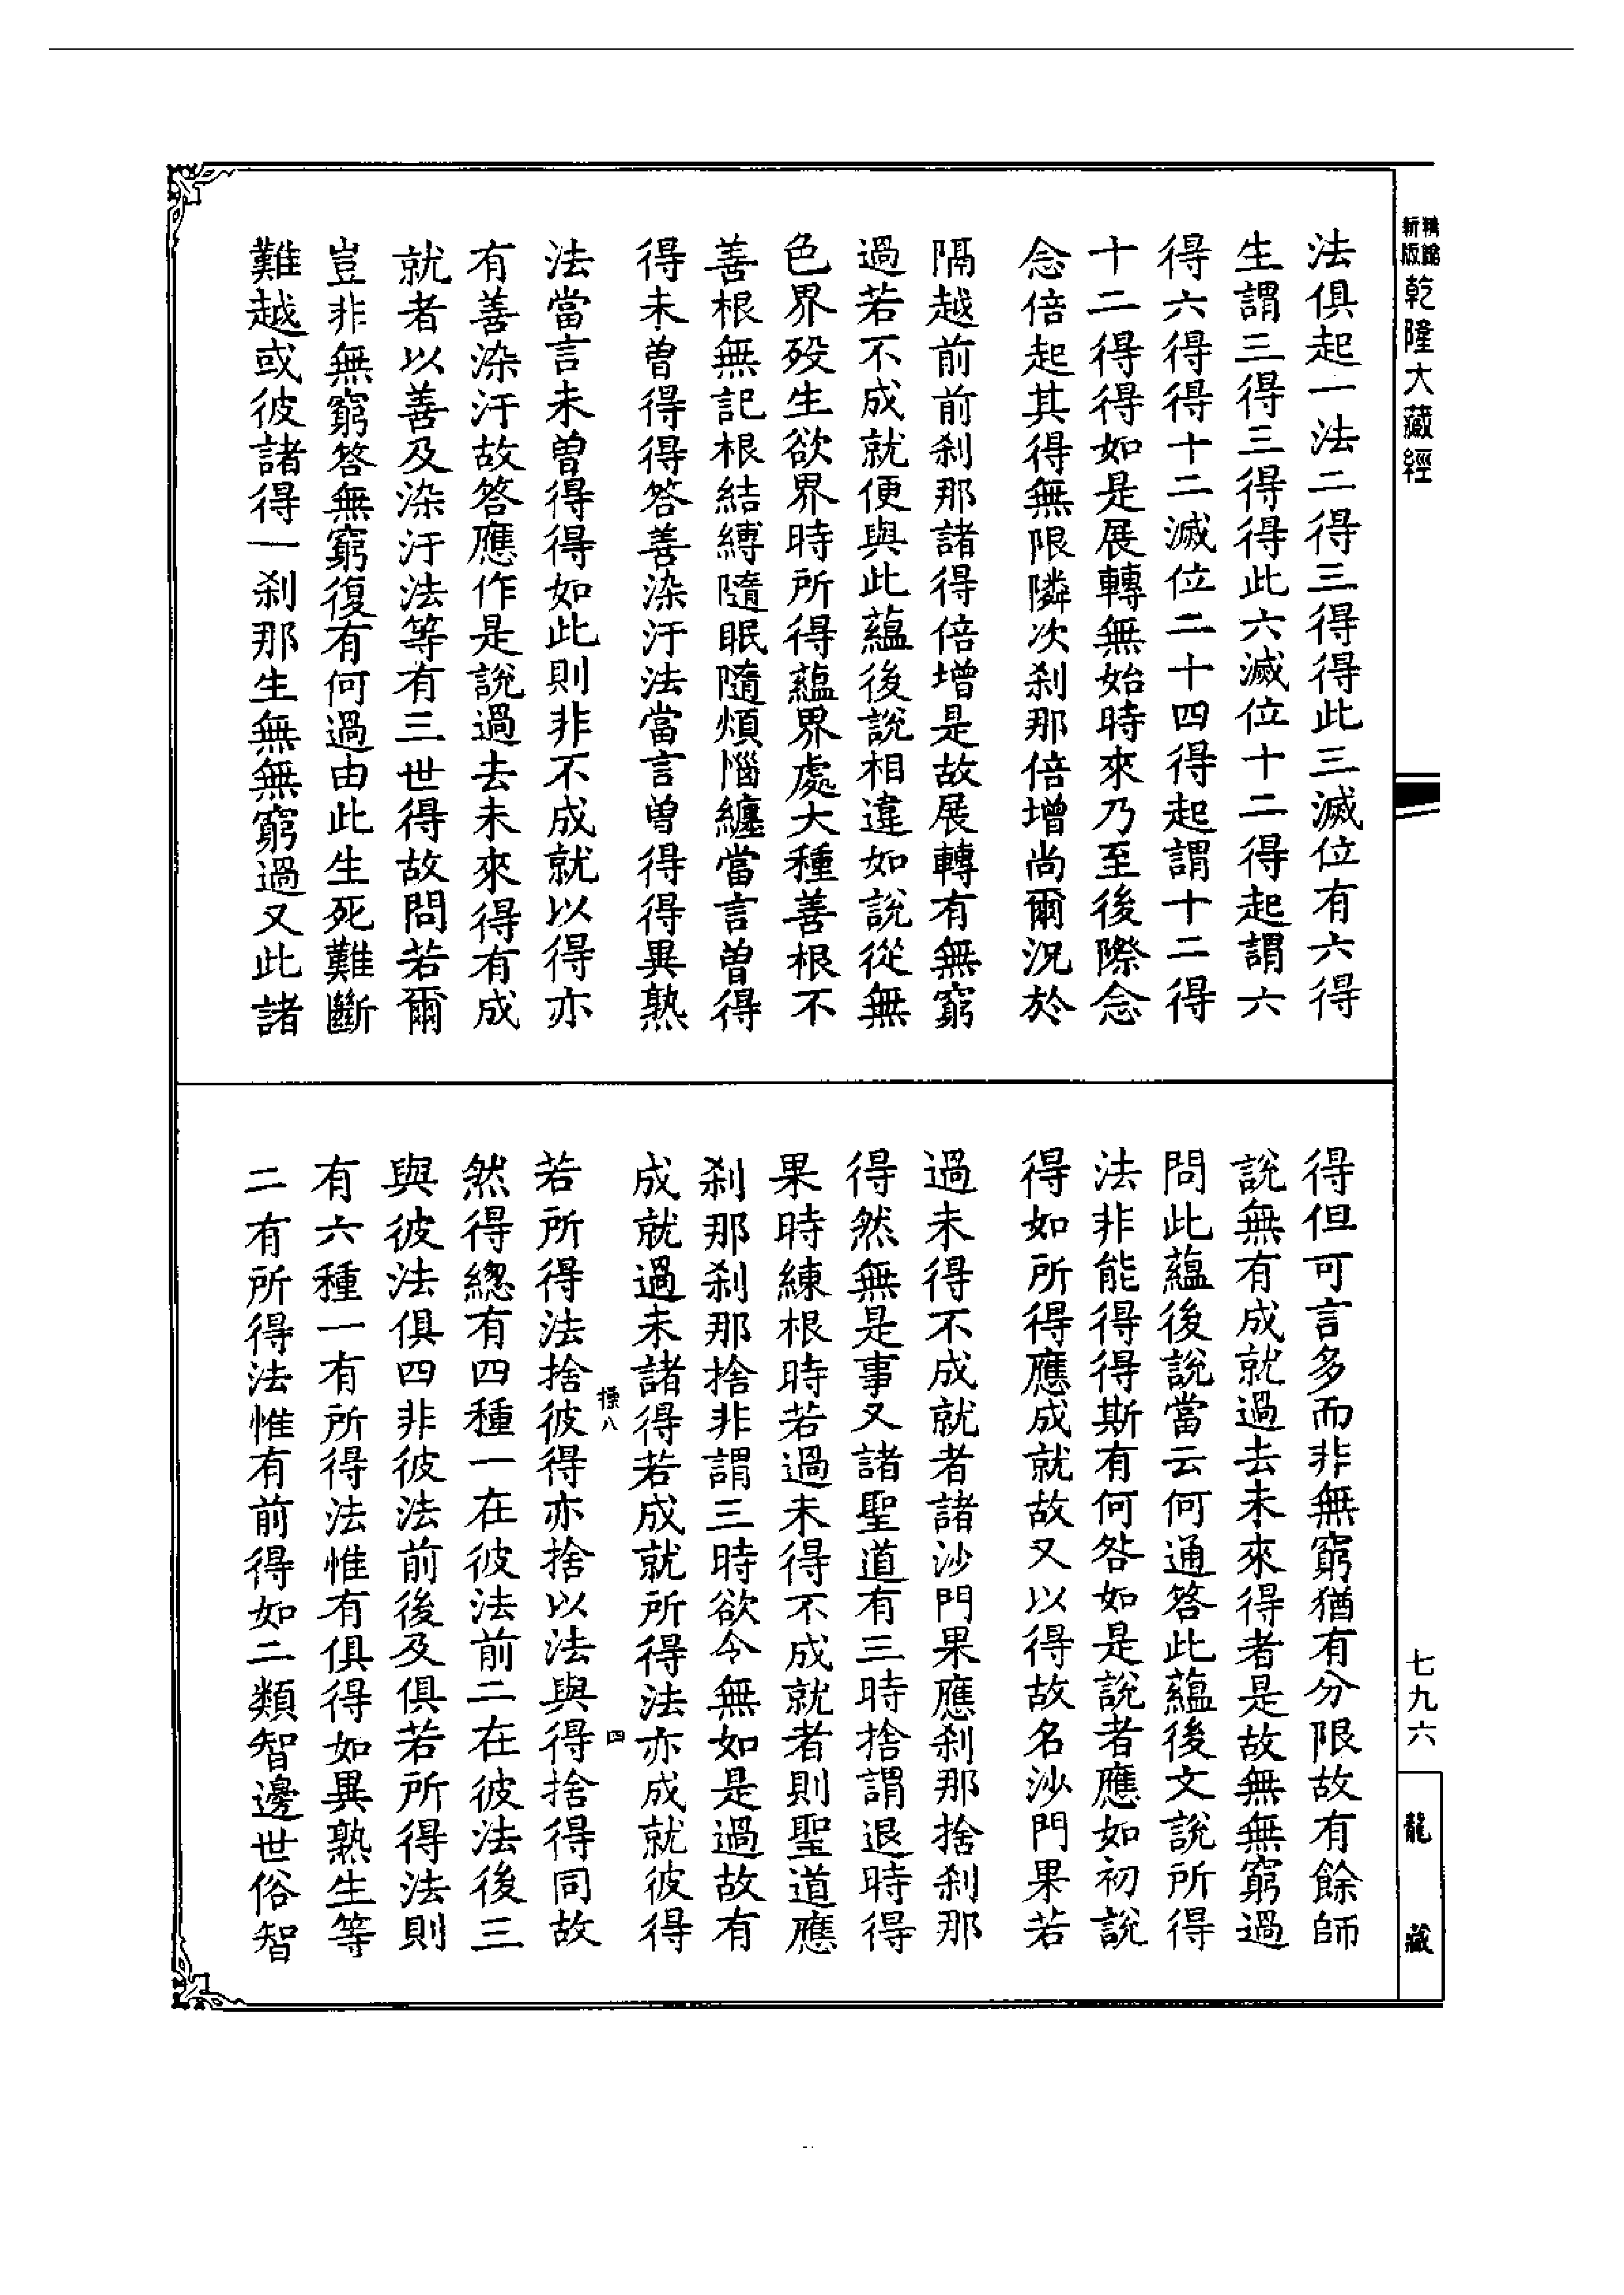 精縮
新版
乾隆大藏經
法俱起一法二得三得得此三滅位有六得
生謂三得三得得此六滅位十二得起謂六
得六得得十二滅位二十四得起謂十二得
十二得得如是展轉無始時來乃至後際念
念倍起其得無限隣次刹那倍增尚爾況於
隔越前前刹那諸得倍增是故展轉有無窮
過若不成就便與此蘊後說相違如說從無
色界歿生欲界時所得蘊界處大種善根不
善根無記根結縛隨眠隨煩惱纏當言曾得
得未曾得得答善染汙法當言曾得得異熟
法當言未曾得得如此則非不成就以得亦
有善染汙故答應作是說過去未來得有成
就者以善及染汙法等有三世得故問若爾
豈非無窮答無窮復有何過由此生死難斷
難越或彼諸得一刹那生無無窮過又此諸
得但可言多而非無窮猶有分限故有餘師
說無有成就過去未來得者是故無無窮過
問此蘊後說當云何通答此蘊後文說所得
法非能得得斯有何咎如是說者應如初說
得如所得應成就故又以得故名沙門果若
過未得不成就者諸沙門果應刹那捨刹那
得然無是事又諸聖道有三時捨謂退時得
果時練根時若過未得不成就者則聖道應
刹那刹那捨非謂三時欲令無如是過故有
成就過未諸得若成就所得法亦成就彼得
若所得法捨彼得亦捨以法與得捨得同故
然得總有四種一在彼法前二在彼法後三
與彼法俱四非彼法前後及俱若所得法則
有六種一有所得法惟有俱得如異熟生等
二有所得法惟有前得如二類智邊世俗智
操八
四
七九六
龍藏